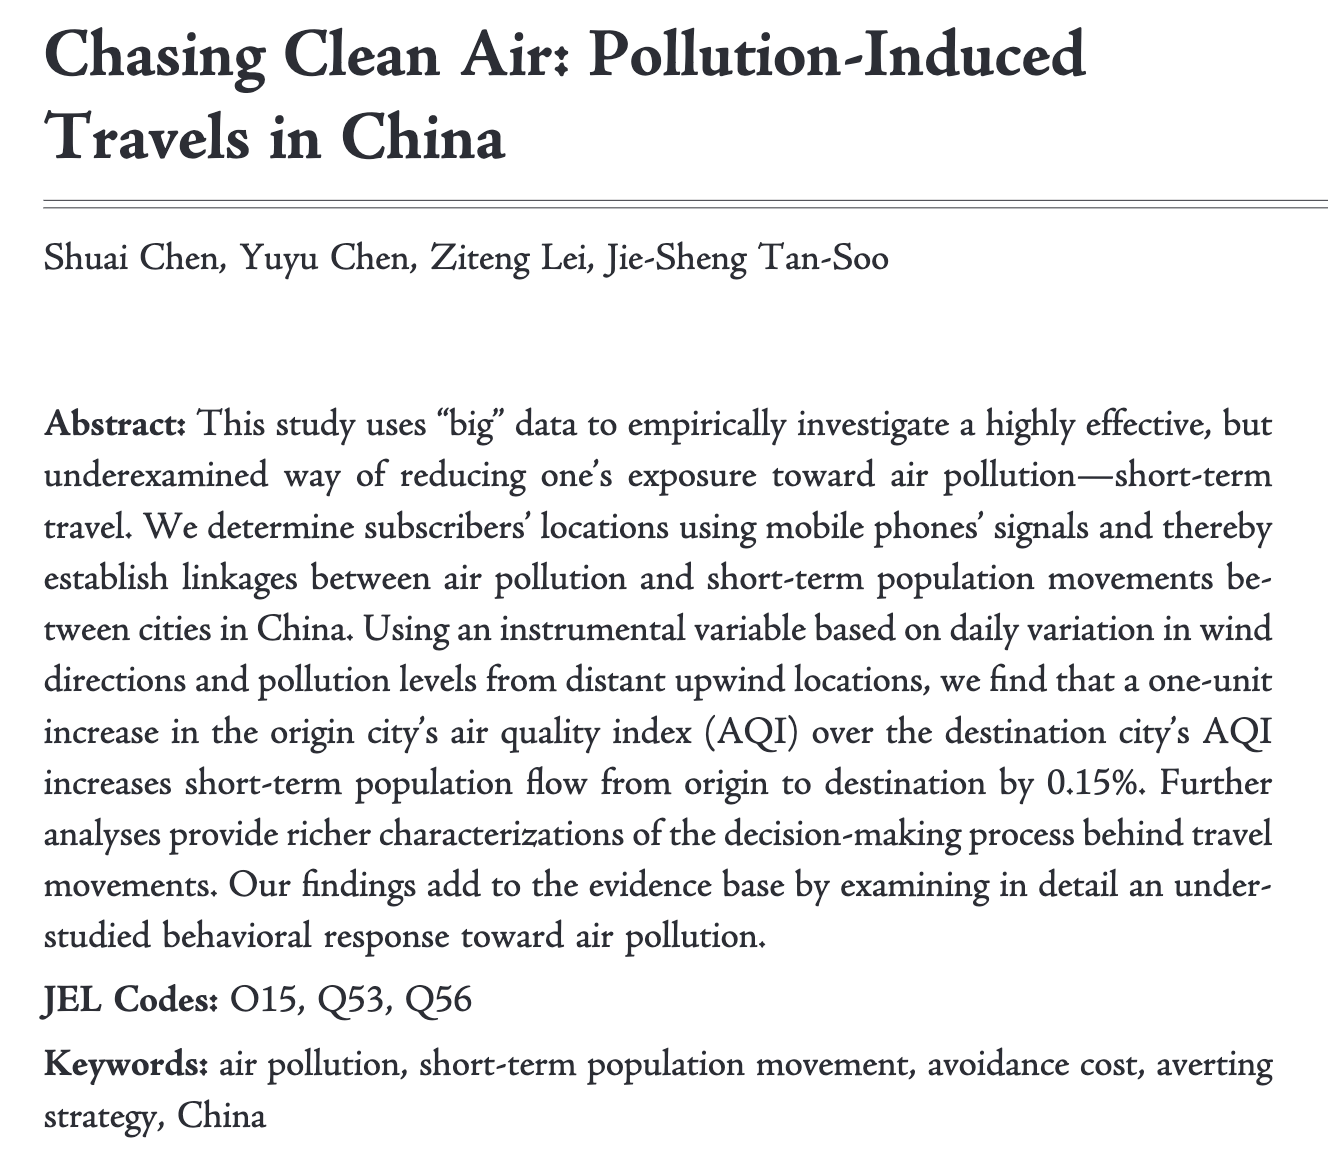 Chasing Clean Air: Pollution-Induced
Travels in China
Shuai Chen, Yuyu Chen, Ziteng Lei, Jie-Sheng Tan-Soo
Abstract: This study uses “big” data to empirically investigate a highly effective, but
underexamined way of reducing one’s exposure toward air pollution—short-term
travel. We determine subscribers’ locations using mobile phones’ signals and thereby
establish linkages between air pollution and short-term population movements be-
tween cities in China. Using an instrumental variable based on daily variation in wind
directions and pollution levels from distant upwind locations, we find that a one-unit
increase in the origin city’s air quality index (AQI) over the destination city’s AQI
increases short-term population flow from origin to destination by 0.15%. Further
analyses provide richer characterizations of the decision-making process behind travel
movements. Our findings add to the evidence base by examining in detail an under-
studied behavioral response toward air pollution.
JEL Codes: O15, Q53, Q56
Keywords: air pollution, short-term population movement, avoidance cost, averting
strategy, China